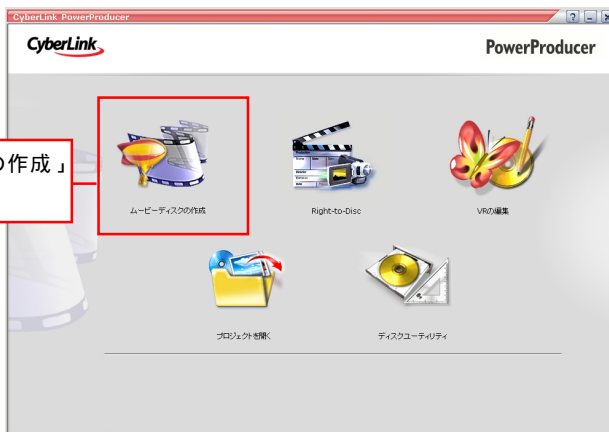 CyberLink PowerProducer
CyberLink
PowerProducer
の作成」
ムービーディスクの作成
Right-to-Disc
VRの編集
プロジェクトを開く
ディスクユーティリティ